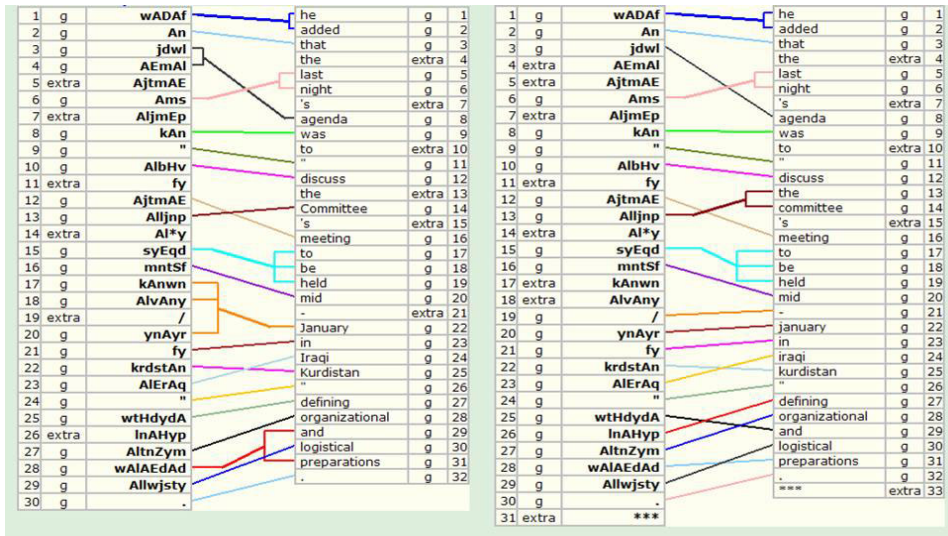 1 g wADAf
2 g An
3 g jdwl
4 g AEmAl
5 extra AjtmAE
6 g Ams
7 extra AljmEp
8 g kAn
9 g "
10 g AlbHv
11 extra fy
12 g AjtmAE
13 g Alljnp
14 extra Al*y
15 g syEqd
16 g mntSf
17 g kAnwn
18 g AlvAny
19 extra /
20 g ynAyr
21 g fy
22 g krdstAn
23 g AlErAq
24 g "
25 g wtHdydA
26 extra lnAHyp
27 g AltnZym
28 g wAlAEdAd
29 g Allwjsty
30 g .
he g 1
added g 2
that g 3
the extra 4
last g 5
night g 6
's extra 7
agenda g 8
was g 9
to extra 10
" g 11
discuss g 12
the extra 13
Committee g 14
's extra 15
meeting g 16
to g 17
be g 18
held g 19
mid g 20
- extra 21
January g 22
in g 23
Iraqi g 24
Kurdistan g 25
" g 26
defining g 27
organizational g 28
and g 29
logistical g 30
preparations g 31
. g 32
1 g wADAf
2 g An
3 g jdwl
4 extra AEmAl
5 extra AjtmAE
6 g Ams
7 extra AljmEp
8 g kAn
9 g "
10 g AlbHv
11 extra fy
12 g AjtmAE
13 g Alljnp
14 extra Al*y
15 g syEqd
16 g mntSf
17 extra kAnwn
18 extra AlvAny
19 g /
20 g ynAyr
21 g fy
22 g krdstAn
23 g AlErAq
24 g "
25 g wtHdydA
26 g lnAHyp
27 g AltnZym
28 g wAlAEdAd
29 g Allwjsty
30 g .
31 extra ***
he g 1
added g 2
that g 3
the extra 4
last g 5
night g 6
's extra 7
agenda g 8
was g 9
to extra 10
" g 11
discuss g 12
the g 13
committee g 14
's extra 15
meeting g 16
to g 17
be g 18
held g 19
mid g 20
- g 21
january g 22
in g 23
iraqi g 24
kurdistan g 25
" g 26
defining g 27
organizational g 28
and g 29
logistical g 30
preparations g 31
. g 32
*** extra 33